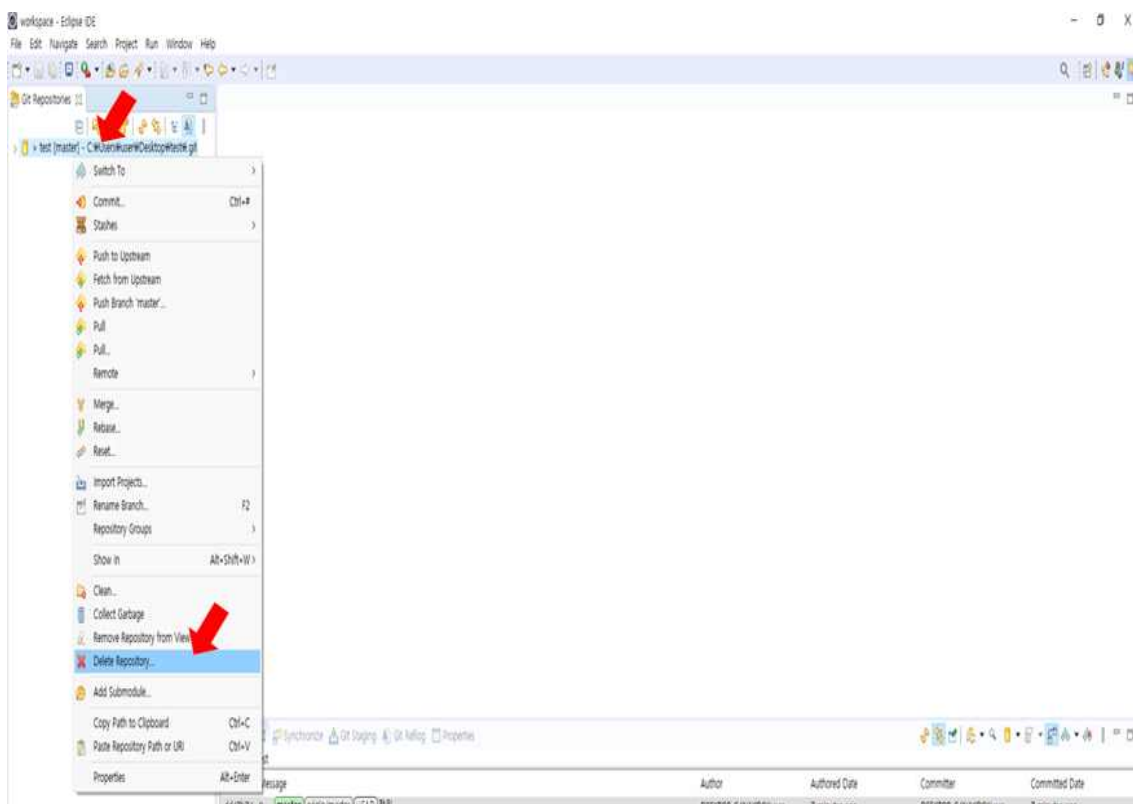 workspace - Eclipse IDE
File Edit Navigate Search Project Run Window Help
Git Repositories
> test [master] - C:₩Users₩user₩Desktop₩test₩.git
Switch To
Commit... Ctrl+#
Stashes
Push to Upstream
Fetch from Upstream
Push Branch 'master'...
Pull
Pull...
Remote
Merge...
Rebase...
Reset...
Import Projects...
Rename Branch... F2
Repository Groups
Show In Alt+Shift+W
Clean...
Collect Garbage
Remove Repository from View
Delete Repository...
Add Submodule...
Copy Path to Clipboard Ctrl+C
Paste Repository Path or URI Ctrl+V
Properties Alt+Enter
Synchronize Git Staging Git Reflog Properties
Message Author Authored Date Committer Committed Date